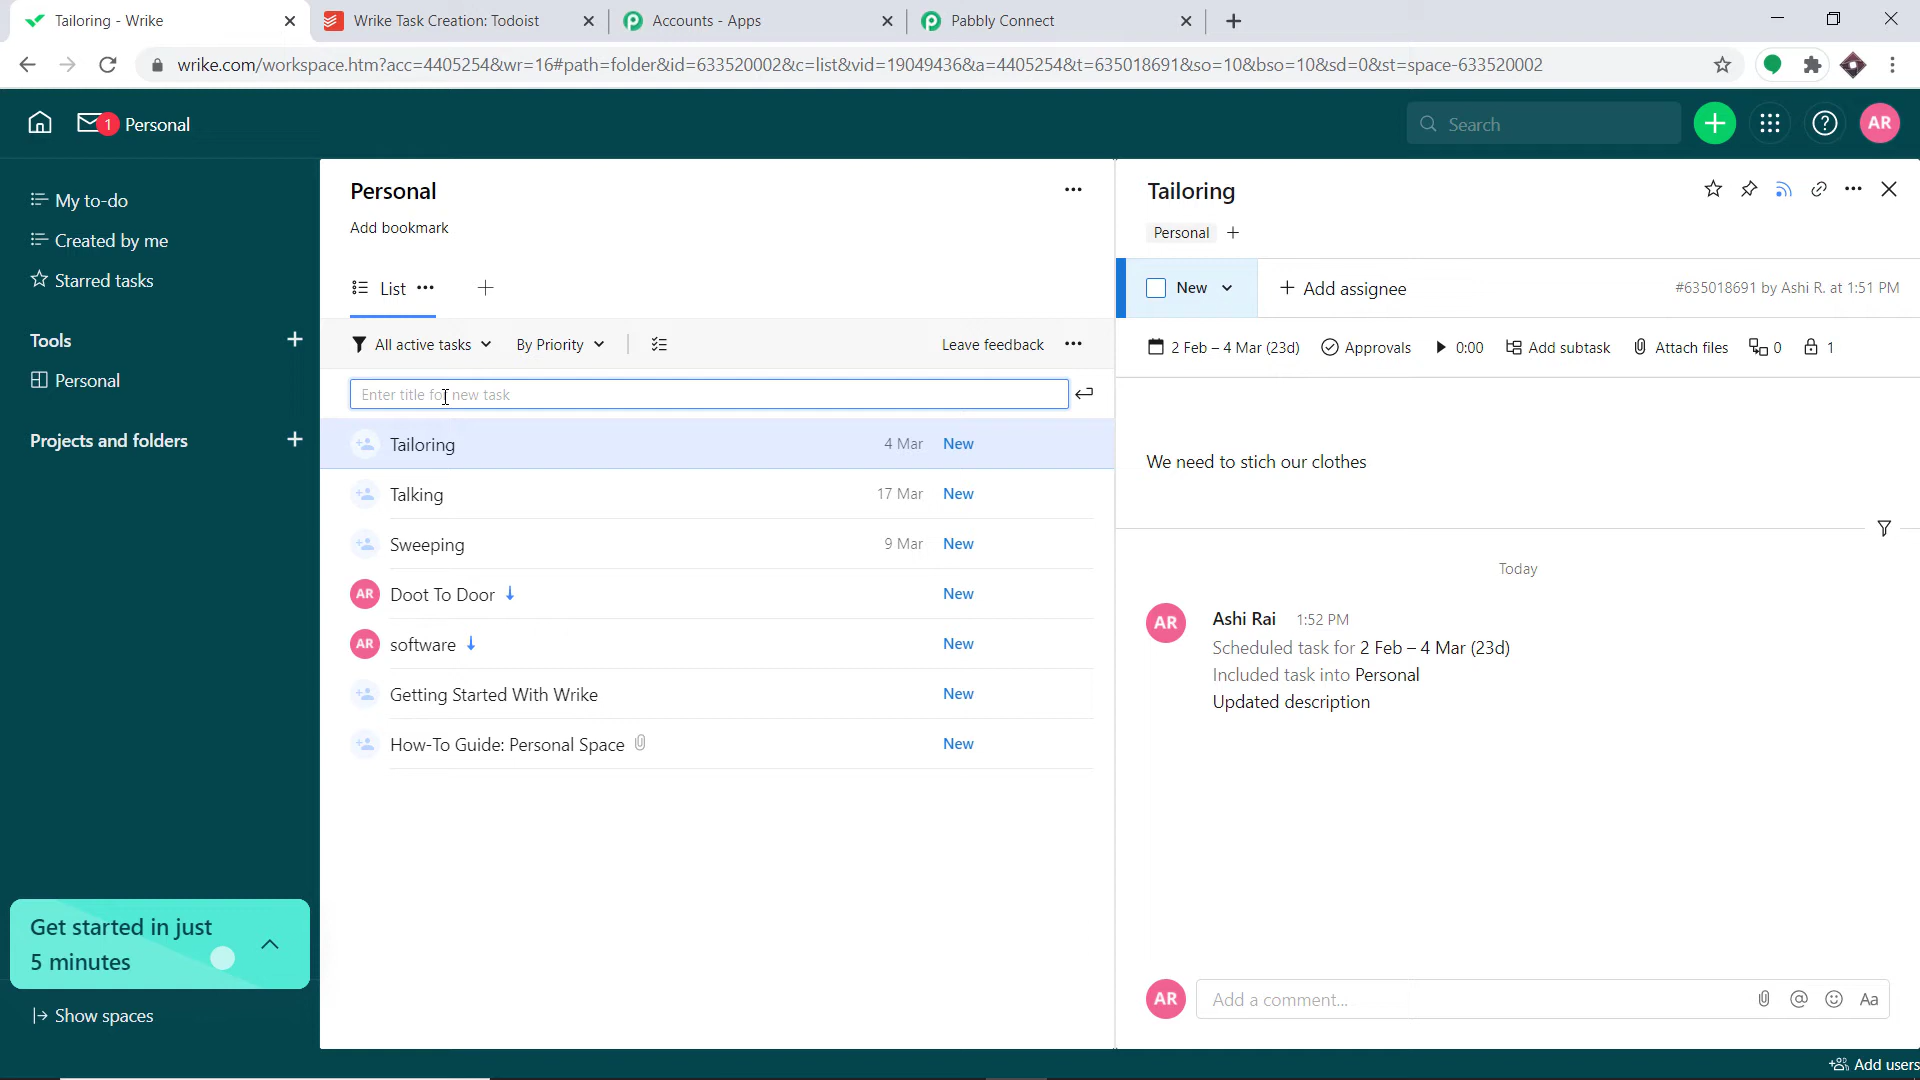 Tailoring - Wrike
Wrike Task Creation: Todoist
Accounts - Apps
Pabbly Connect
wrike.com/workspace.htm?acc=4405254&wr=16#path=folder&id=633520002&c=list&vid=19049436&a=4405254&t=635018691&so=10&bso=10&sd=0&st=space-633520002
1 Personal
Search
AR
My to-do
Created by me
Starred tasks
Tools
Personal
Projects and folders
Get started in just
5 minutes
Show spaces
Personal
Add bookmark
List
All active tasks
By Priority
Leave feedback
Enter title for new task
Tailoring 4 Mar New
Talking 17 Mar New
Sweeping 9 Mar New
AR Doot To Door New
AR software New
Getting Started With Wrike New
How-To Guide: Personal Space New
Tailoring
Personal
New
Add assignee
#635018691 by Ashi R. at 1:51 PM
2 Feb – 4 Mar (23d)
Approvals
0:00
Add subtask
Attach files
0
1
We need to stich our clothes
Today
AR
Ashi Rai 1:52 PM
Scheduled task for 2 Feb – 4 Mar (23d)
Included task into Personal
Updated description
AR
Add a comment...
@
Aa
Add users